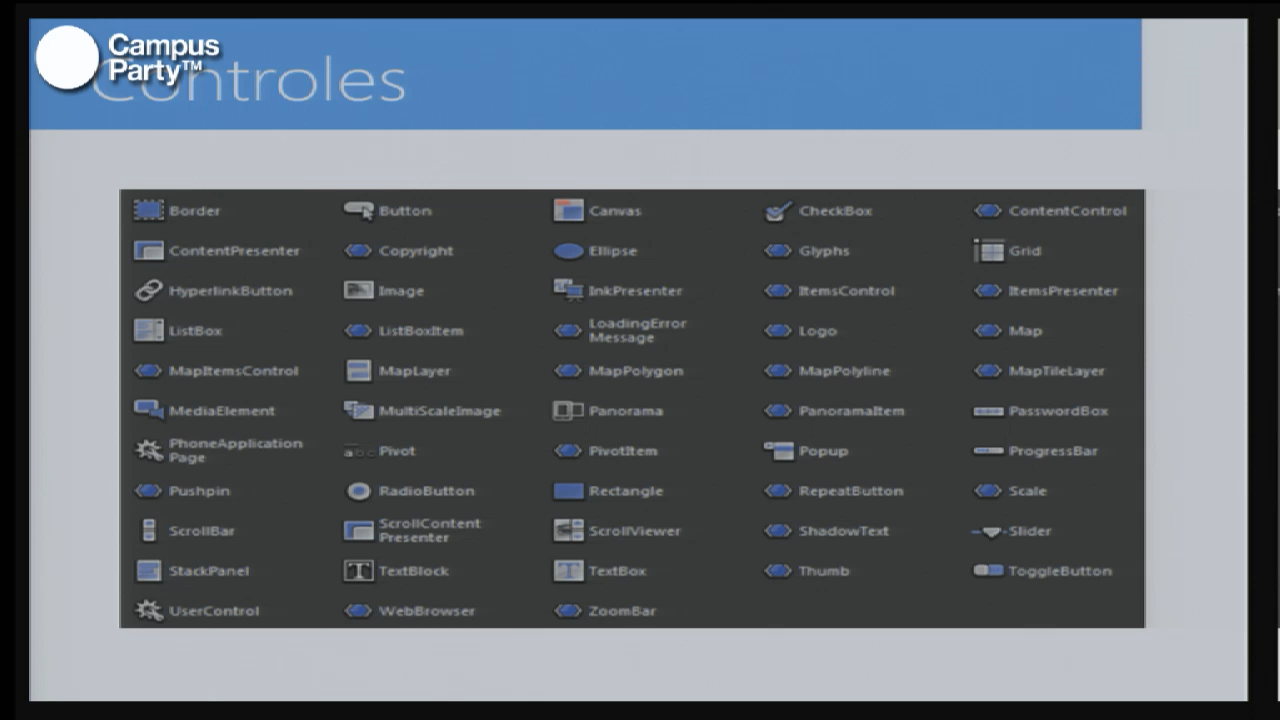 Campus
Party™
Controles
Border Button Canvas CheckBox ContentControl
ContentPresenter Copyright Ellipse Glyphs Grid
HyperlinkButton Image InkPresenter ItemsControl ItemsPresenter
ListBox ListBoxItem LoadingError Message Logo Map
MapItemsControl MapLayer MapPolygon MapPolyline MapTileLayer
MediaElement MultiScaleImage Panorama PanoramaItem PasswordBox
PhoneApplication Page Pivot PivotItem Popup ProgressBar
Pushpin RadioButton Rectangle RepeatButton Scale
ScrollBar ScrollContent Presenter ScrollViewer ShadowText Slider
StackPanel TextBlock TextBox Thumb ToggleButton
UserControl WebBrowser ZoomBar